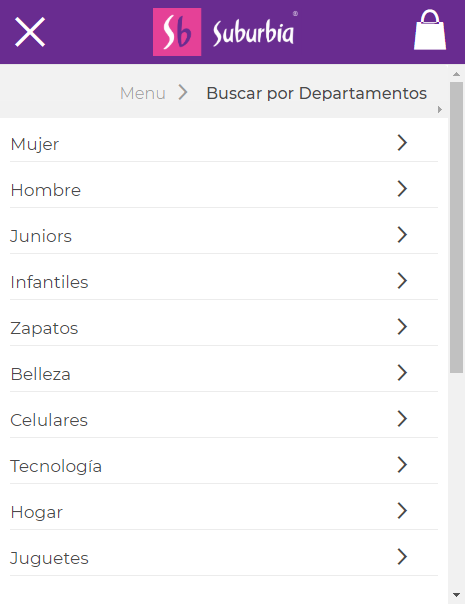 Sb Suburbia®
Menu Buscar por Departamentos
Mujer
Hombre
Juniors
Infantiles
Zapatos
Belleza
Celulares
Tecnología
Hogar
Juguetes